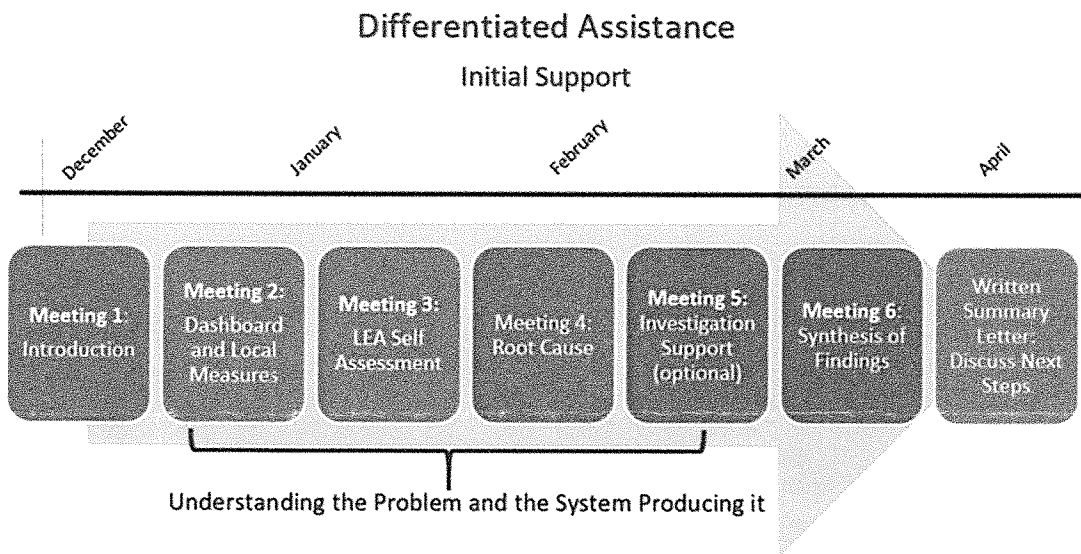 Differentiated Assistance
Initial Support
December
January
February
March
April
Meeting 1:
Introduction
Meeting 2:
Dashboard
and Local
Measures
Meeting 3:
LEA Self
Assessment
Meeting 4:
Root Cause
Meeting 5:
Investigation
Support
(optional)
Meeting 6:
Synthesis of
Findings
Written
Summary
Letter:
Discuss Next
Steps
Understanding the Problem and the System Producing it